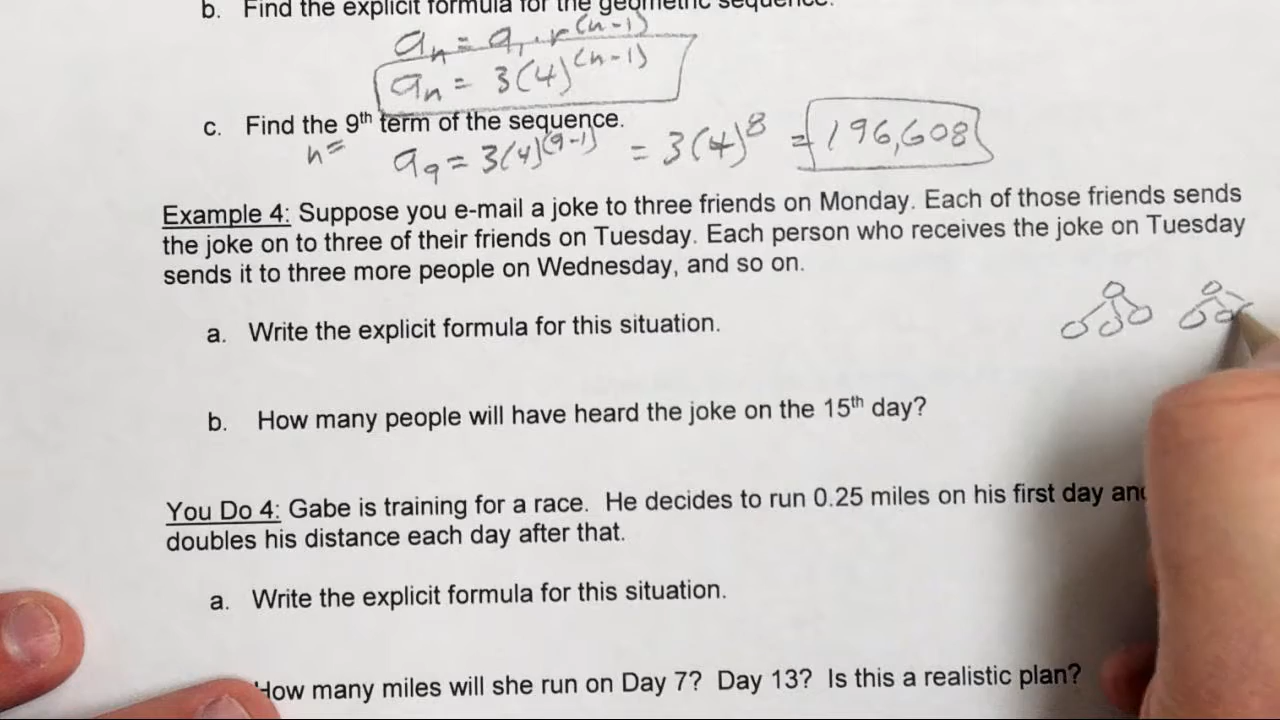 b. Find the explicit formula for the geometric sequence.
aₙ = a₁ · r^(n-1)
aₙ = 3(4)^(n-1)
c. Find the 9th term of the sequence.
n= a₉ = 3(4)^(9-1) = 3(4)^8 = 196,608
Example 4: Suppose you e-mail a joke to three friends on Monday. Each of those friends sends
the joke on to three of their friends on Tuesday. Each person who receives the joke on Tuesday
sends it to three more people on Wednesday, and so on.
a. Write the explicit formula for this situation.
b. How many people will have heard the joke on the 15th day?
You Do 4: Gabe is training for a race. He decides to run 0.25 miles on his first day and
doubles his distance each day after that.
a. Write the explicit formula for this situation.
How many miles will she run on Day 7? Day 13? Is this a realistic plan?